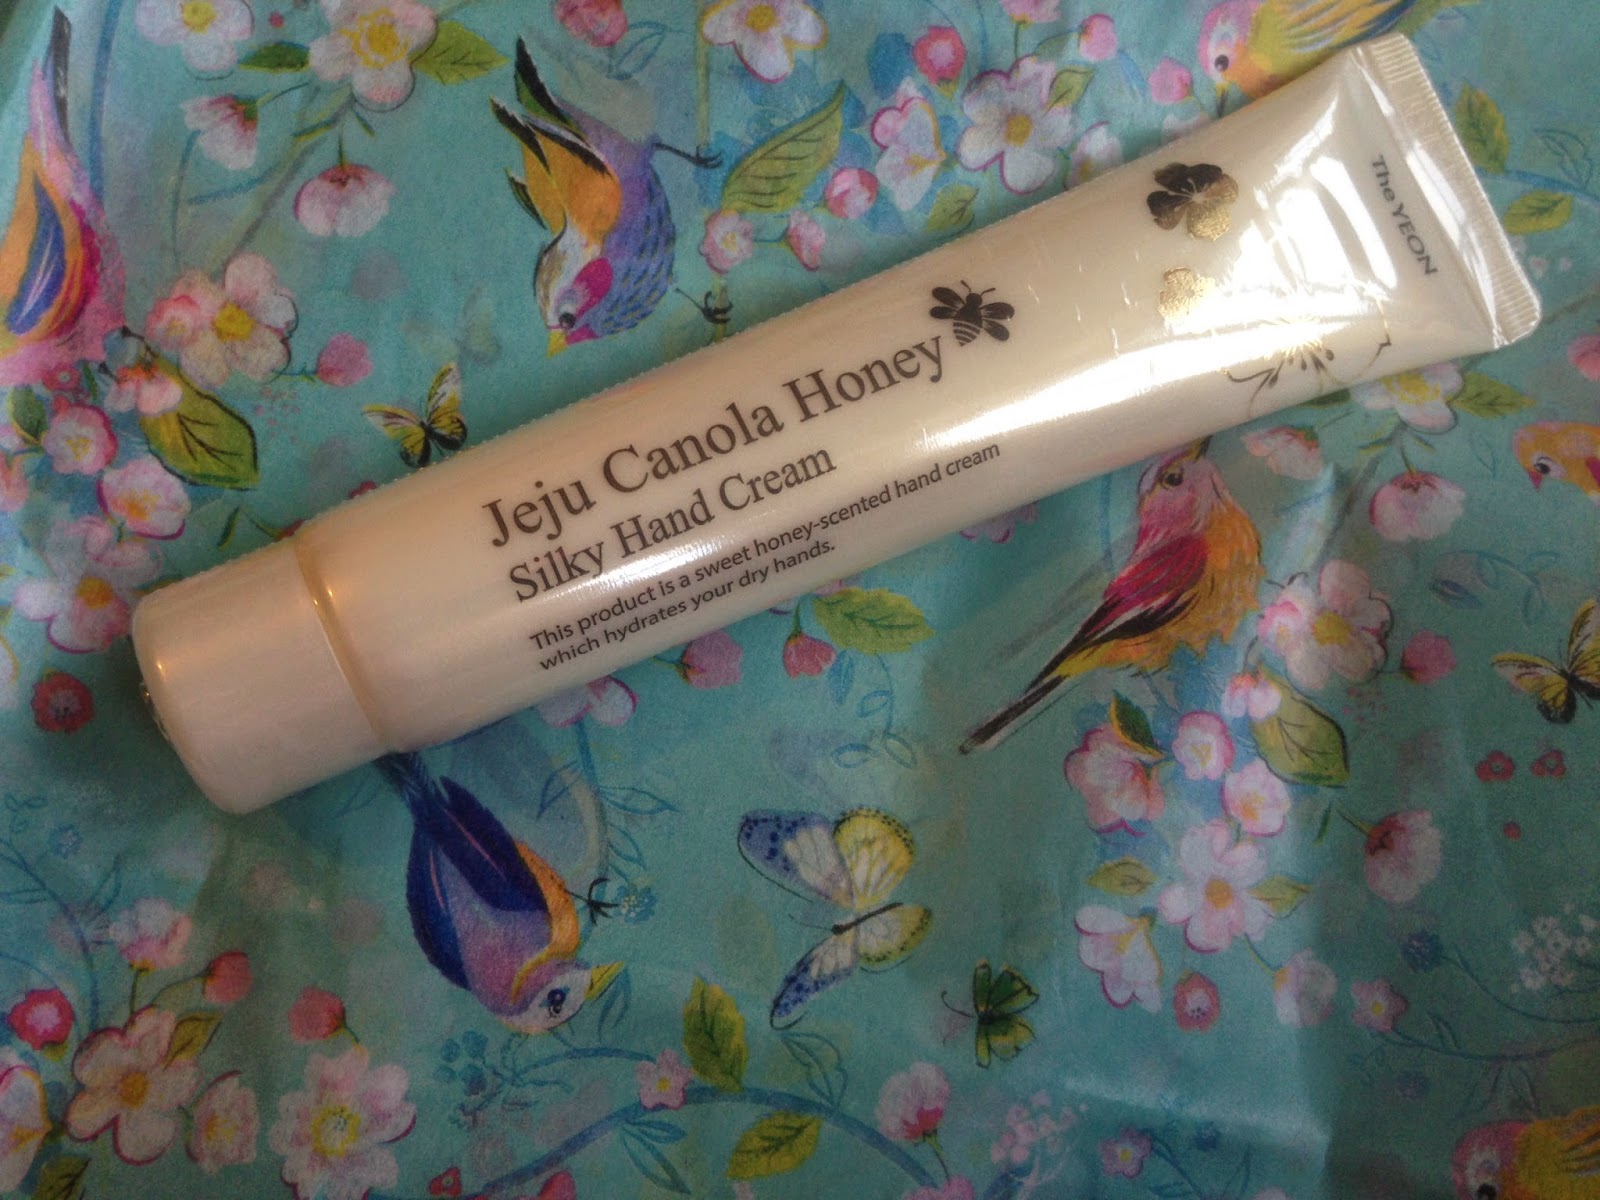 Jeju Canola Honey
Silky Hand Cream
This product is a sweet honey-scented hand cream
which hydrates your dry hands.
The YEON